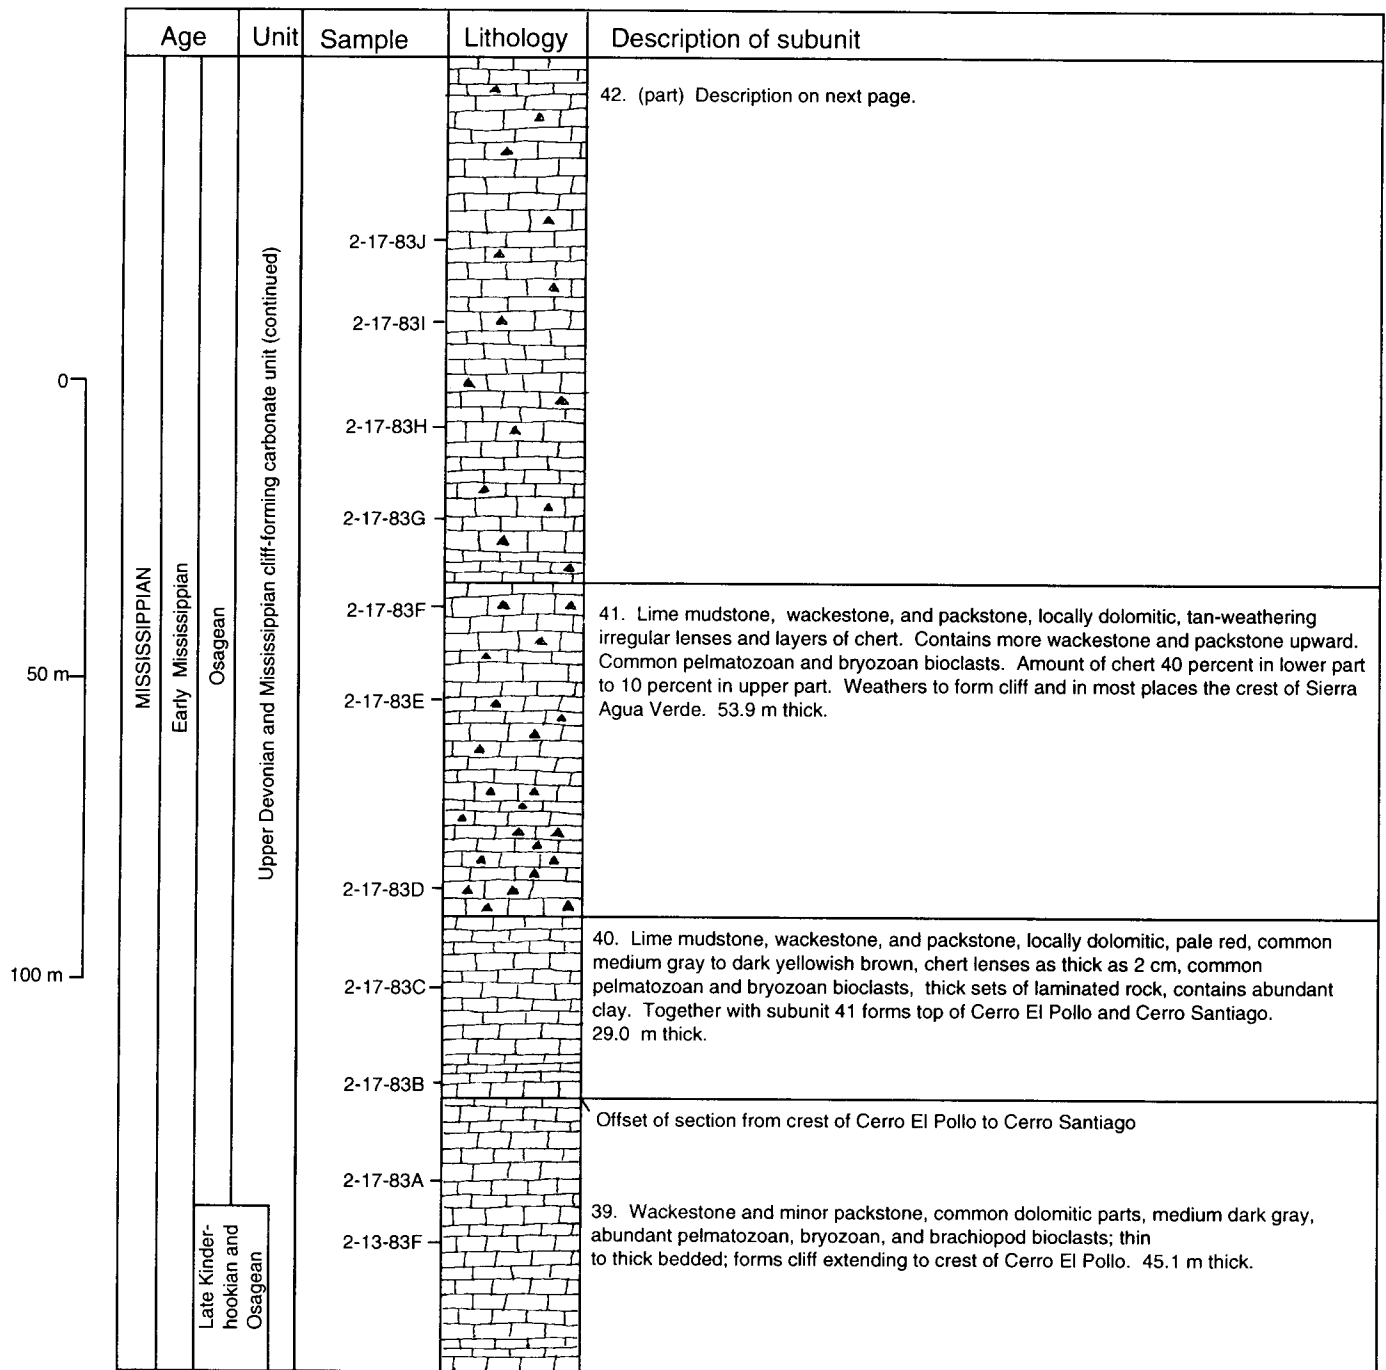 Age Unit Sample Lithology Description of subunit
42. (part) Description on next page.
2-17-83J
2-17-83I
0
2-17-83H
2-17-83G
2-17-83F
41. Lime mudstone, wackestone, and packstone, locally dolomitic, tan-weathering
irregular lenses and layers of chert. Contains more wackestone and packstone upward.
Common pelmatozoan and bryozoan bioclasts. Amount of chert 40 percent in lower part
to 10 percent in upper part. Weathers to form cliff and in most places the crest of Sierra
Agua Verde. 53.9 m thick.
50 m
2-17-83E
2-17-83D
MISSISSIPPIAN
Early Mississippian
Osagean
Upper Devonian and Mississippian cliff-forming carbonate unit (continued)
40. Lime mudstone, wackestone, and packstone, locally dolomitic, pale red, common
medium gray to dark yellowish brown, chert lenses as thick as 2 cm, common
pelmatozoan and bryozoan bioclasts, thick sets of laminated rock, contains abundant
clay. Together with subunit 41 forms top of Cerro El Pollo and Cerro Santiago.
29.0 m thick.
100 m
2-17-83C
2-17-83B
Offset of section from crest of Cerro El Pollo to Cerro Santiago
2-17-83A
2-13-83F
39. Wackestone and minor packstone, common dolomitic parts, medium dark gray,
abundant pelmatozoan, bryozoan, and brachiopod bioclasts; thin
to thick bedded; forms cliff extending to crest of Cerro El Pollo. 45.1 m thick.
Late Kinder-
hookian and
Osagean